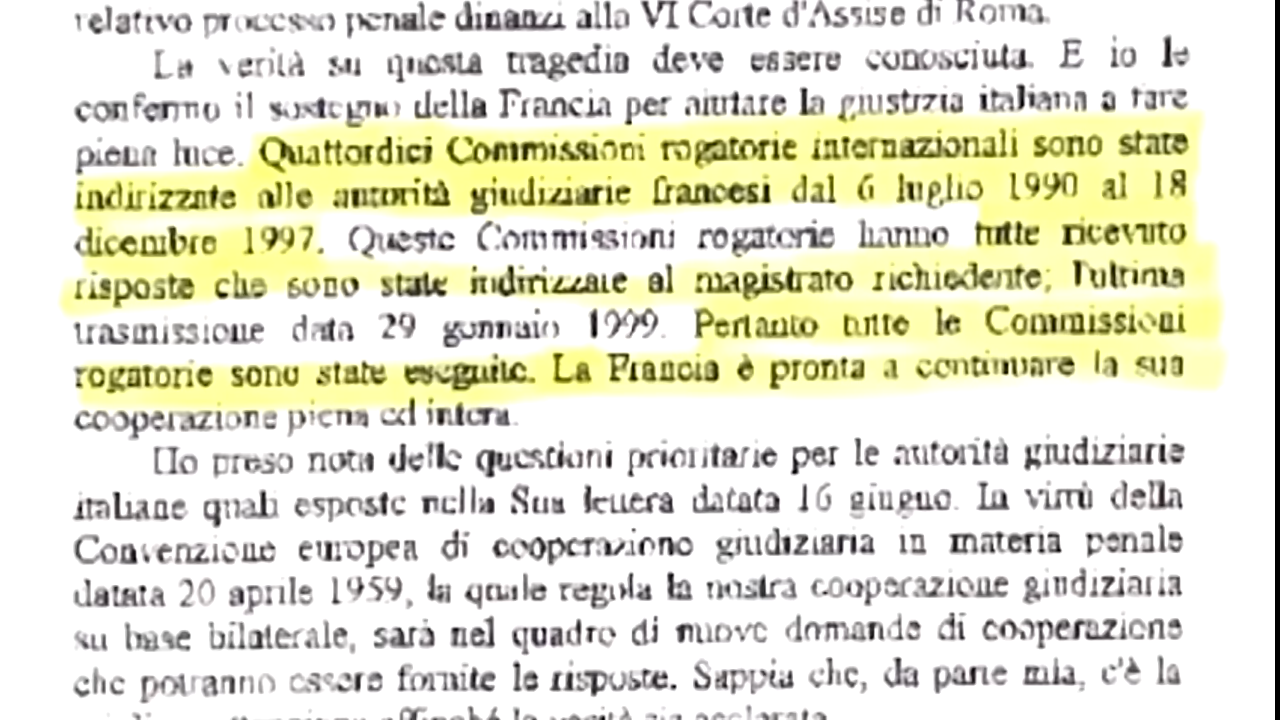 relativo processo penale dinanzi alla VI Corte d'Assise di Roma.
La verità su questa tragedia deve essere conosciuta. E io le
confermo il sostegno della Francia per aiutare la giustizia italiana a fare
piena luce. Quattordici Commissioni rogatorie internazionali sono state
indirizzate alle autorità giudiziarie francesi dal 6 luglio 1990 al 18
dicembre 1997. Queste Commissioni rogatorie hanno tutte ricevuto
risposte che sono state indirizzate al magistrato richiedente; l'ultima
trasmissione data 29 gennaio 1999. Pertanto tutte le Commissioni
rogatorie sono state eseguite. La Francia è pronta a continuare la sua
cooperazione piena ed intera.
Ho preso nota delle questioni prioritarie per le autorità giudiziarie
italiane quali esposte nella Sua lettera datata 16 giugno. In virtù della
Convenzione europea di cooperazione giudiziaria in materia penale
datata 20 aprile 1959, la quale regola la nostra cooperazione giudiziaria
su base bilaterale, sarà nel quadro di nuove domande di cooperazione
che potranno essere fornite le risposte. Sappia che, da parte mia, c'è la
affinché la verità sia acclarata.